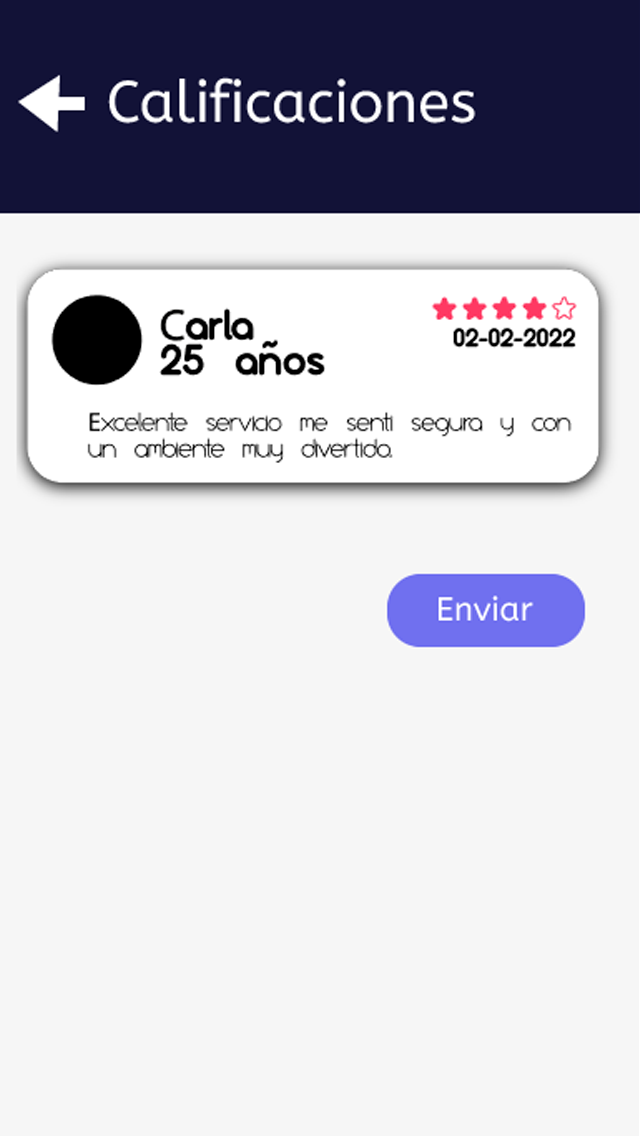 Calificaciones
Carla
25 años
02-02-2022
Excelente servicio me senti segura y con
un ambiente muy divertido.
Enviar